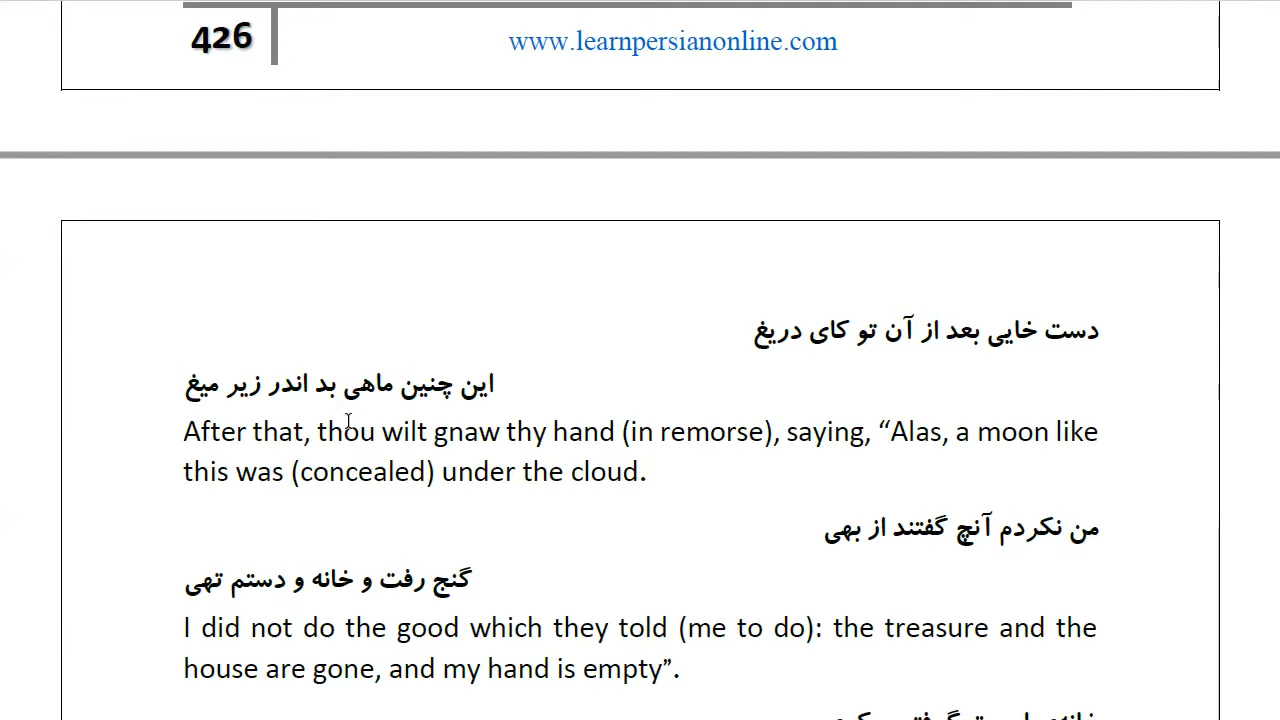 426
www.learnpersianonline.com
دست خایی بعد از آن تو کای دریغ
این چنین ماهی بد اندر زیر میغ
After that, thou wilt gnaw thy hand (in remorse), saying, “Alas, a moon like
this was (concealed) under the cloud.
من نکردم آنچ گفتند از بهی
گنج رفت و خانه و دستم تهی
I did not do the good which they told (me to do): the treasure and the
house are gone, and my hand is empty”.